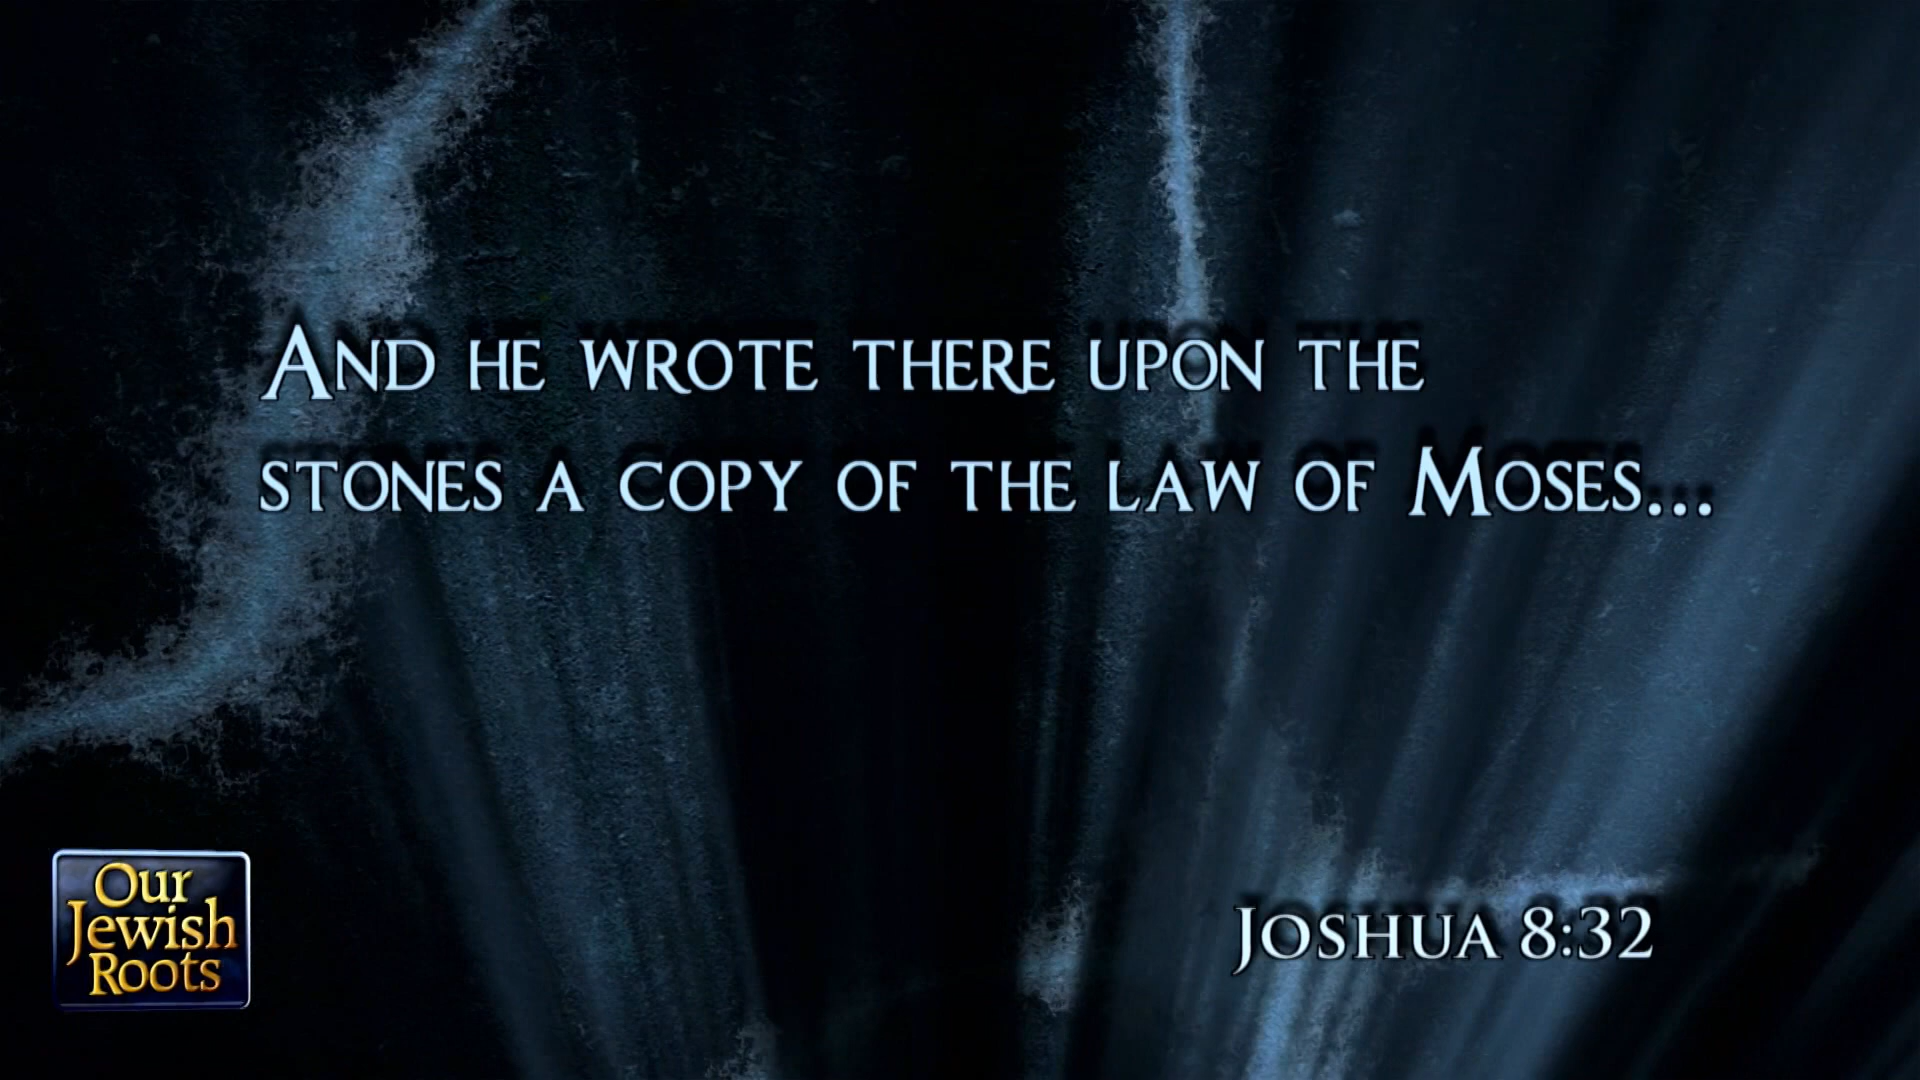 And he wrote there upon the
stones a copy of the law of Moses...
Joshua 8:32
Our
Jewish
Roots